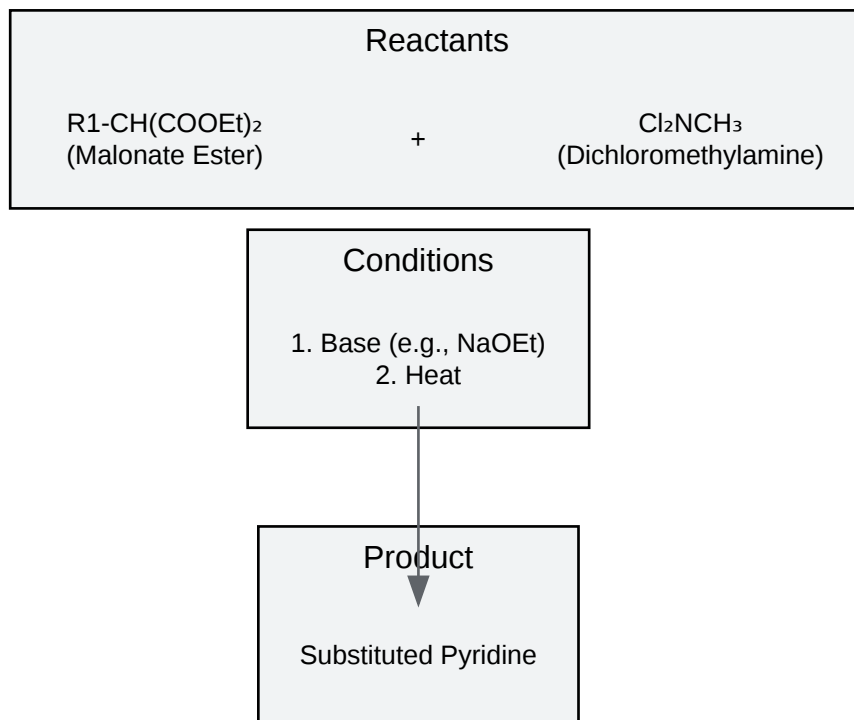 Reactants
R1-CH(COOEt)₂
(Malonate Ester)
+
Cl₂NCH₃
(Dichloromethylamine)
Conditions
1. Base (e.g., NaOEt)
2. Heat
Product
Substituted Pyridine